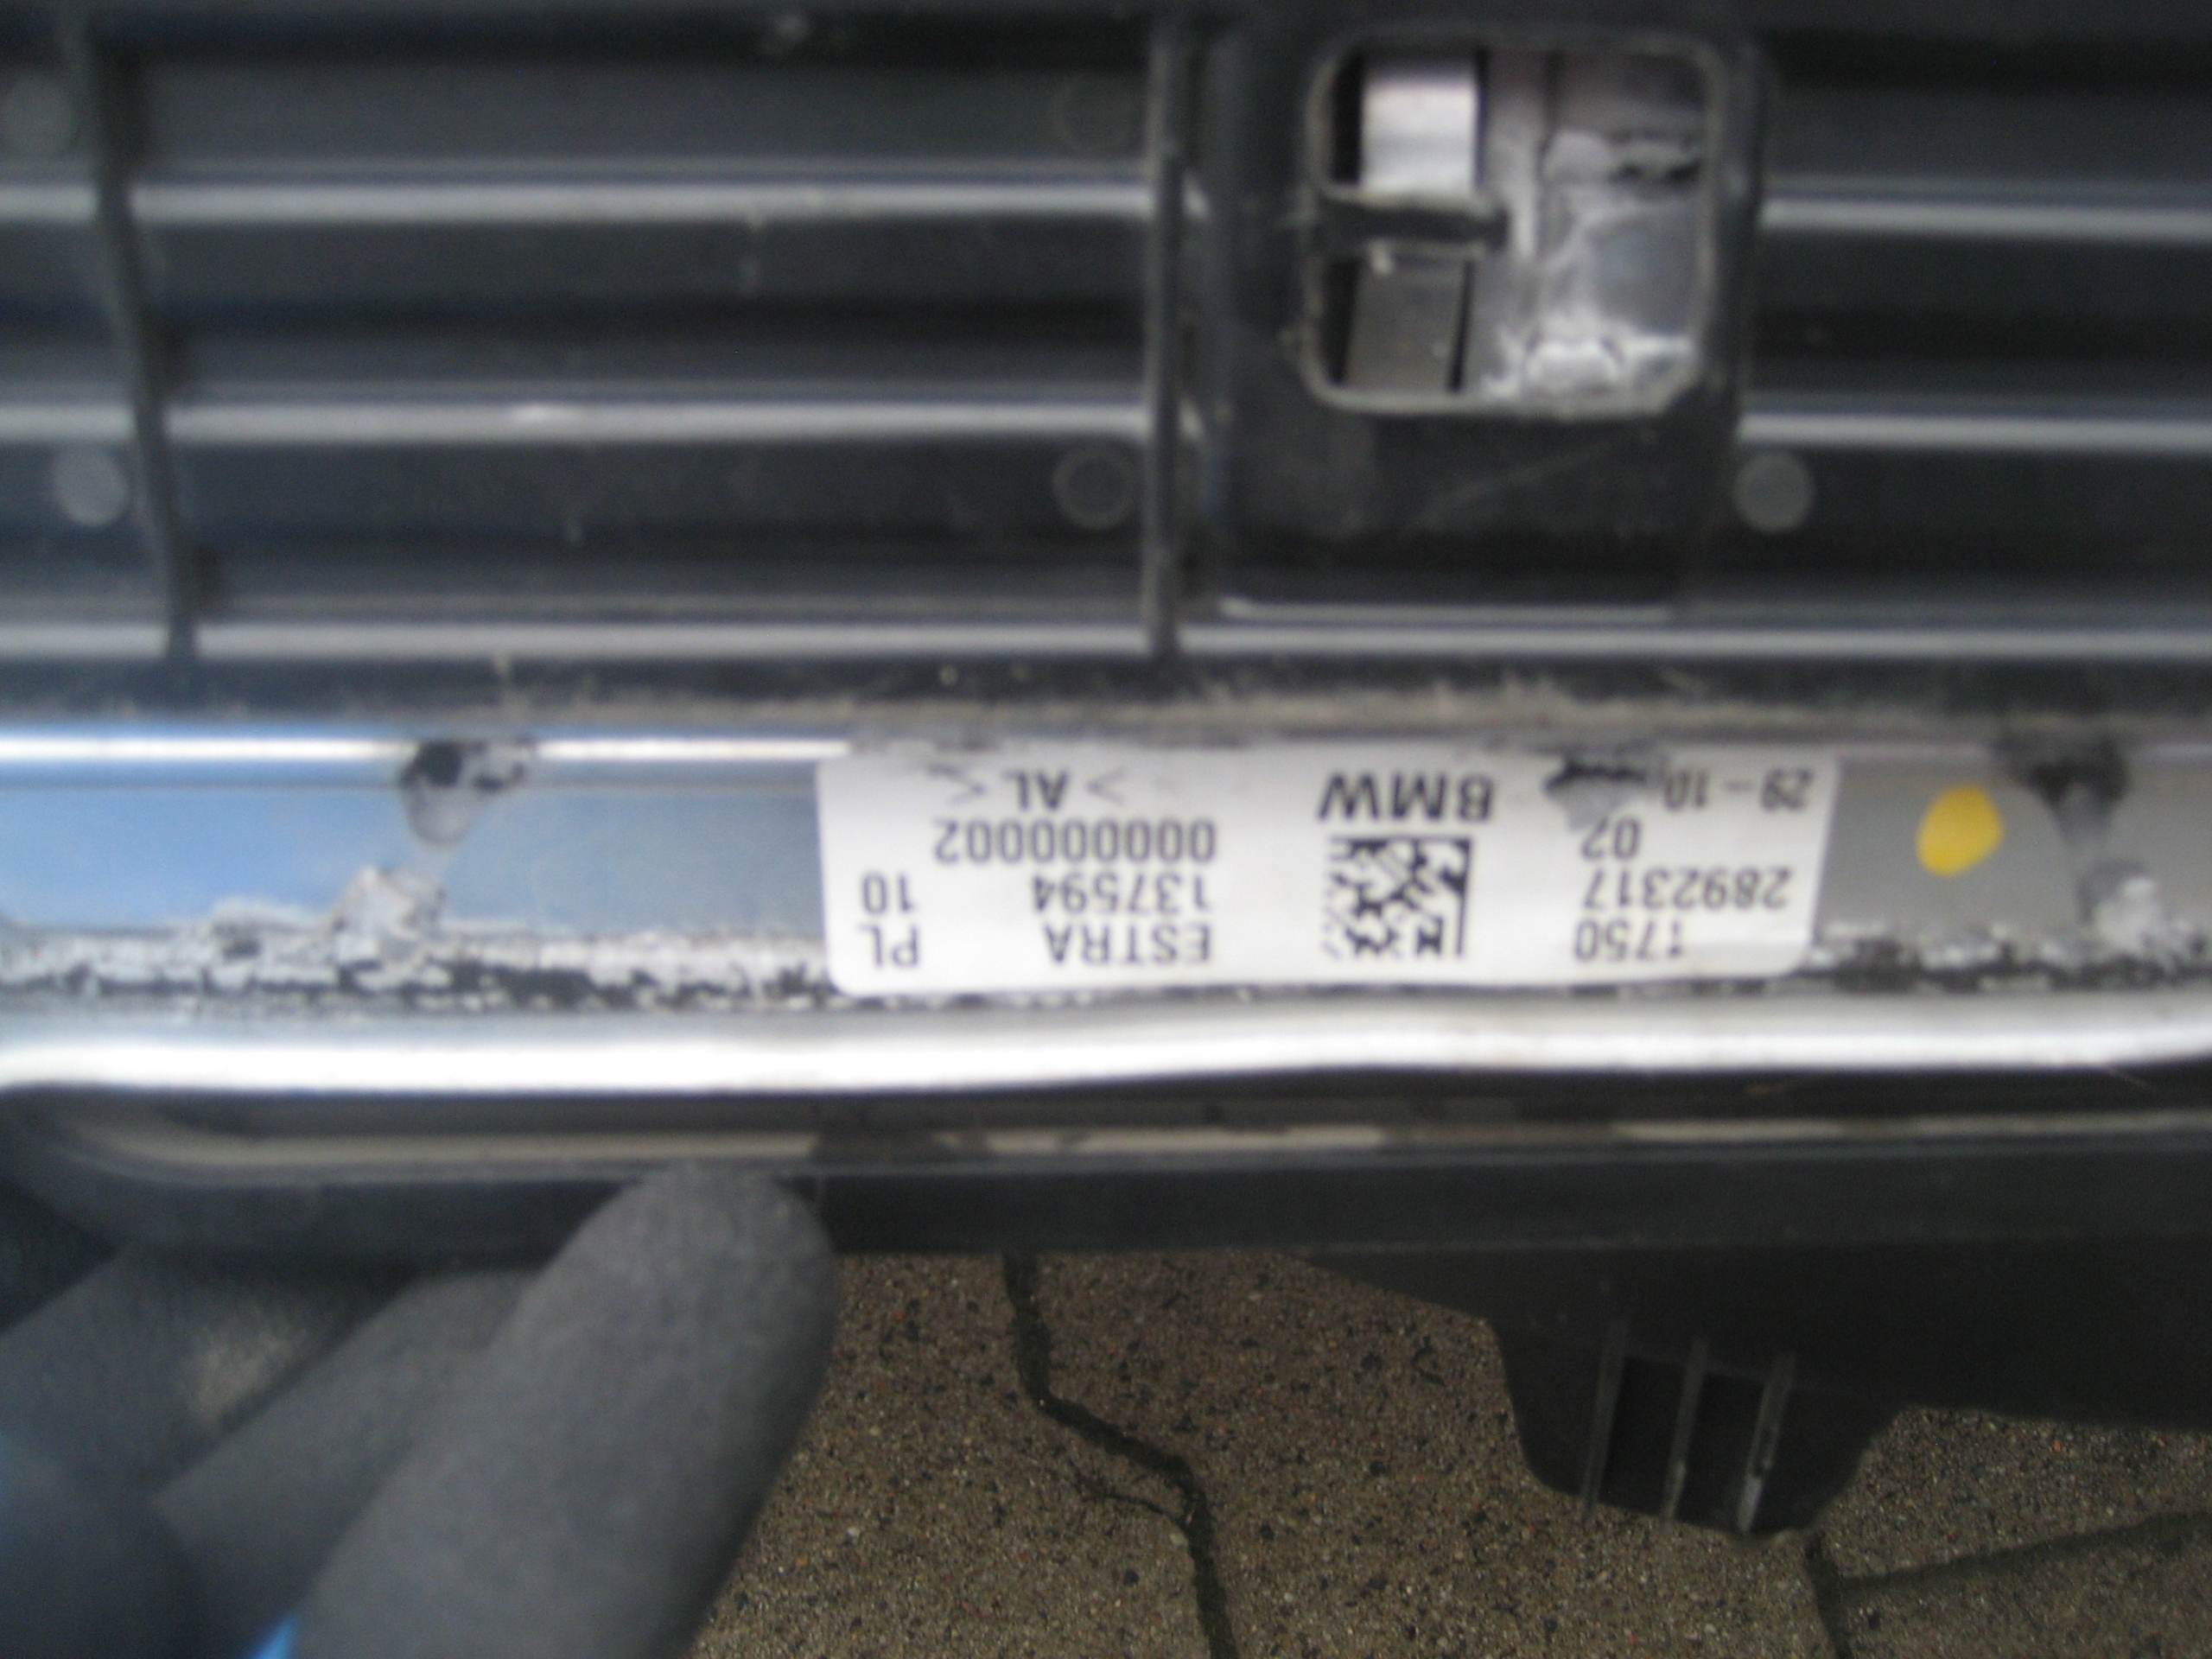 1750 ESTRA PL
2892317 137594 10
02 000000002
29-10 BMW >AL<